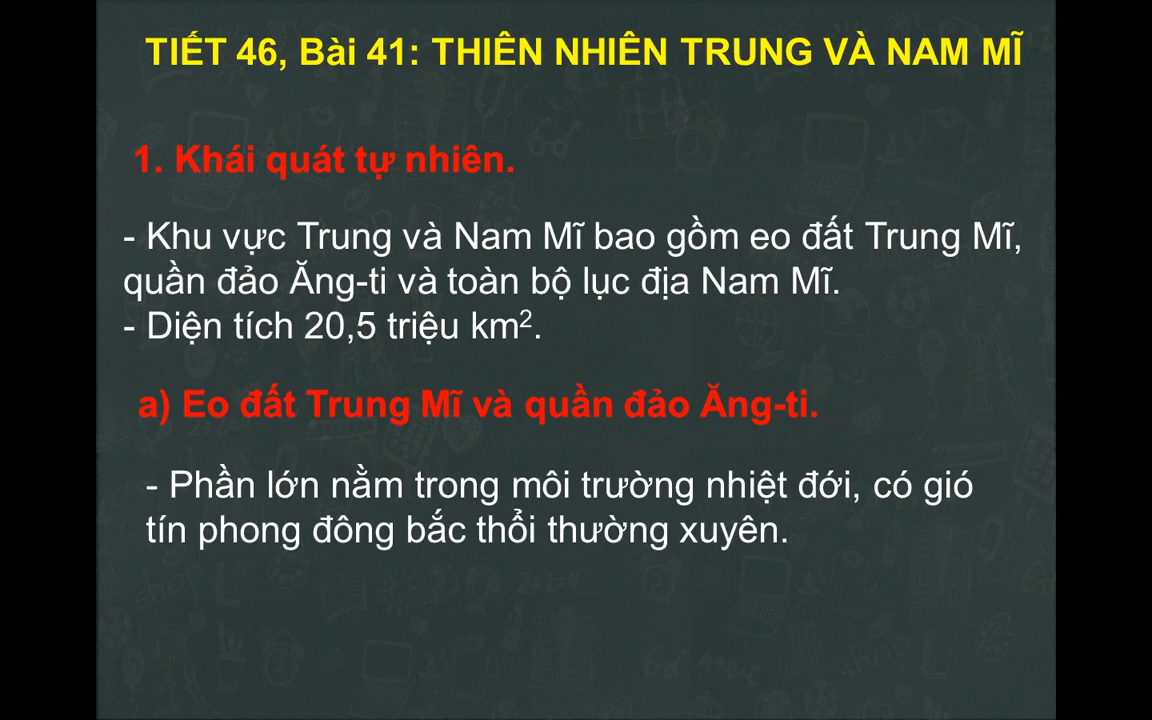 TIẾT 46, Bài 41: THIÊN NHIÊN TRUNG VÀ NAM MĨ
1. Khái quát tự nhiên.
- Khu vực Trung và Nam Mĩ bao gồm eo đất Trung Mĩ,
quần đảo Ăng-ti và toàn bộ lục địa Nam Mĩ.
- Diện tích 20,5 triệu km².
a) Eo đất Trung Mĩ và quần đảo Ăng-ti.
- Phần lớn nằm trong môi trường nhiệt đới, có gió
tín phong đông bắc thổi thường xuyên.